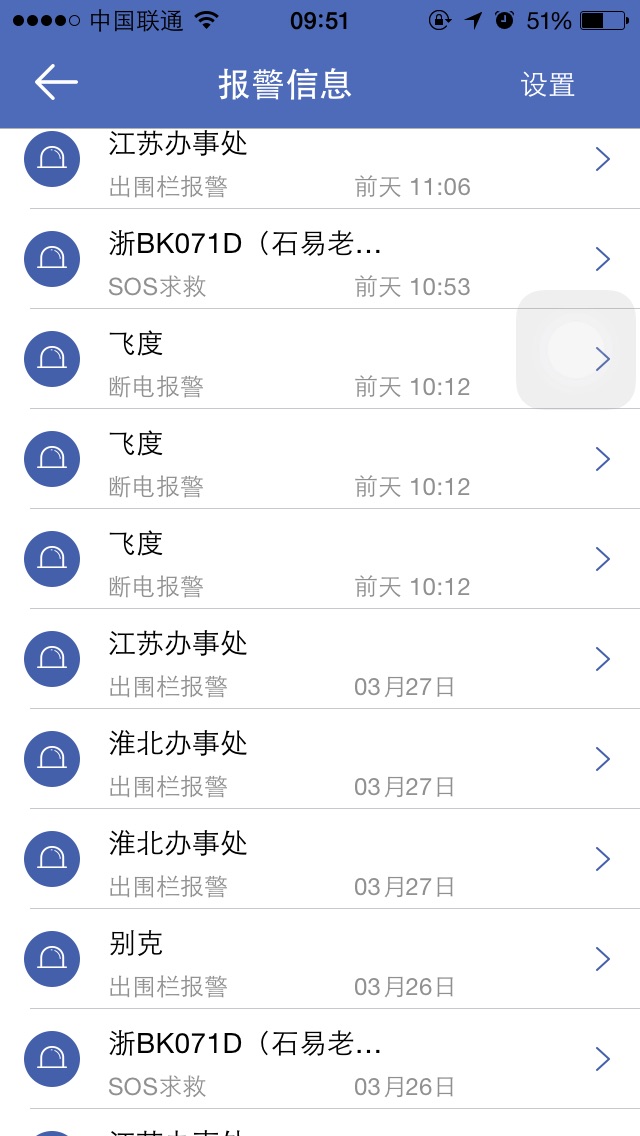 中国联通 09:51 51%
报警信息 设置
江苏办事处
出围栏报警 前天 11:06
浙BK071D（石易老…
SOS求救 前天 10:53
飞度
断电报警 前天 10:12
飞度
断电报警 前天 10:12
飞度
断电报警 前天 10:12
江苏办事处
出围栏报警 03月27日
淮北办事处
出围栏报警 03月27日
淮北办事处
出围栏报警 03月27日
别克
出围栏报警 03月26日
浙BK071D（石易老…
SOS求救 03月26日